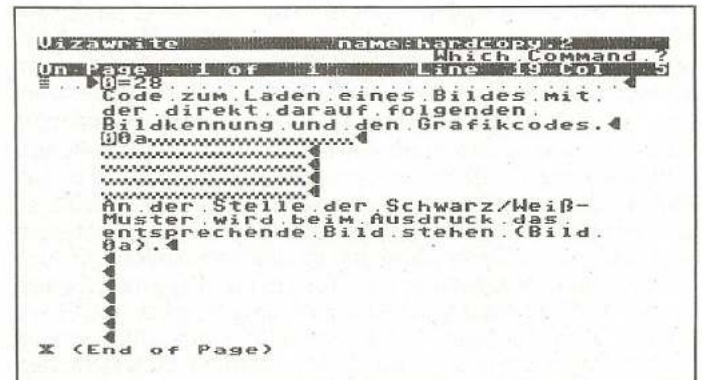 Vizawrite name:hardcopy.2
Which Command ?
On Page 1 of 1 Line 19 Col 5
0=28
Code zum Laden eines Bildes mit
der direkt darauf folgenden
Bildkennung und den Grafikcodes.
0a
An der Stelle der Schwarz/Weiß-
Muster wird beim Ausdruck das
entsprechende Bild stehen (Bild
0a).
(End of Page)